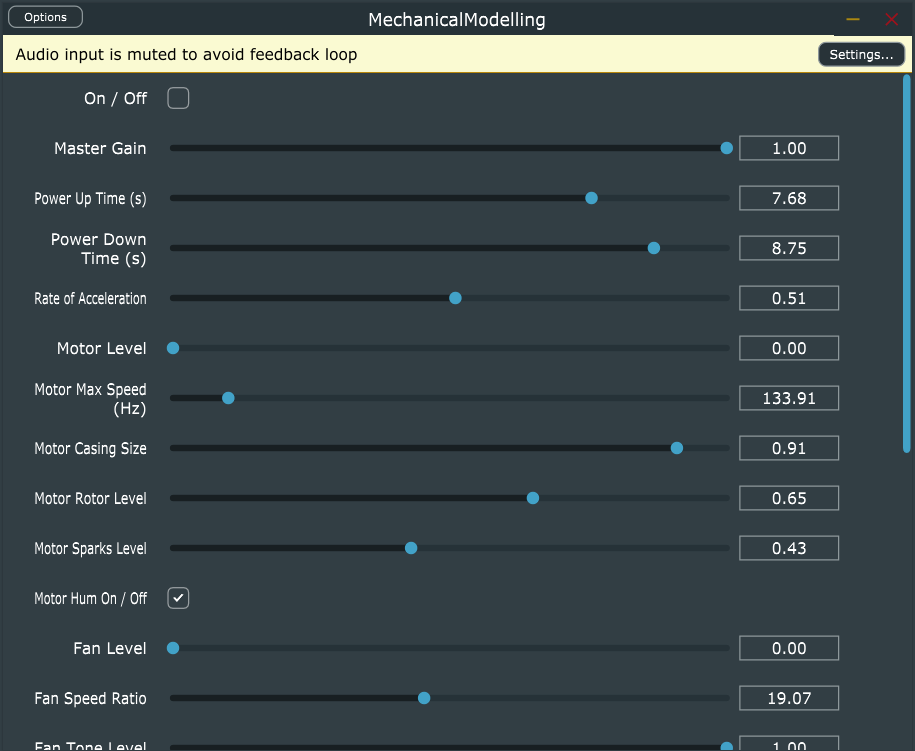 Options
MechanicalModelling
Audio input is muted to avoid feedback loop
Settings...
On / Off
Master Gain
1.00
Power Up Time (s)
7.68
Power Down
Time (s)
8.75
Rate of Acceleration
0.51
Motor Level
0.00
Motor Max Speed
(Hz)
133.91
Motor Casing Size
0.91
Motor Rotor Level
0.65
Motor Sparks Level
0.43
Motor Hum On / Off
Fan Level
0.00
Fan Speed Ratio
19.07
Fan Tone Level
1.00